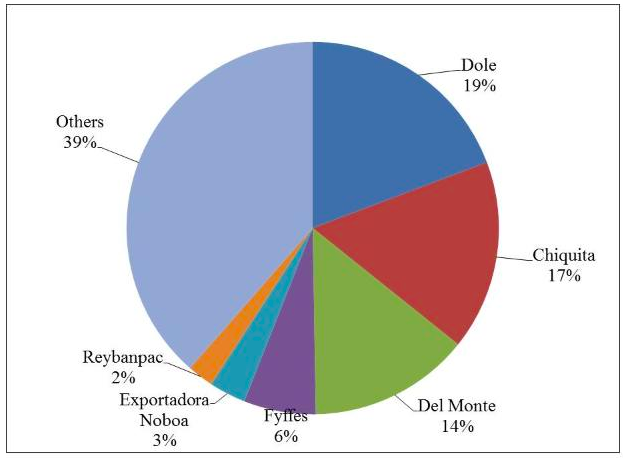 Dole
19%
Chiquita
17%
Del Monte
14%
Fyffes
6%
Exportadora
Noboa
3%
Reybanpac
2%
Others
39%